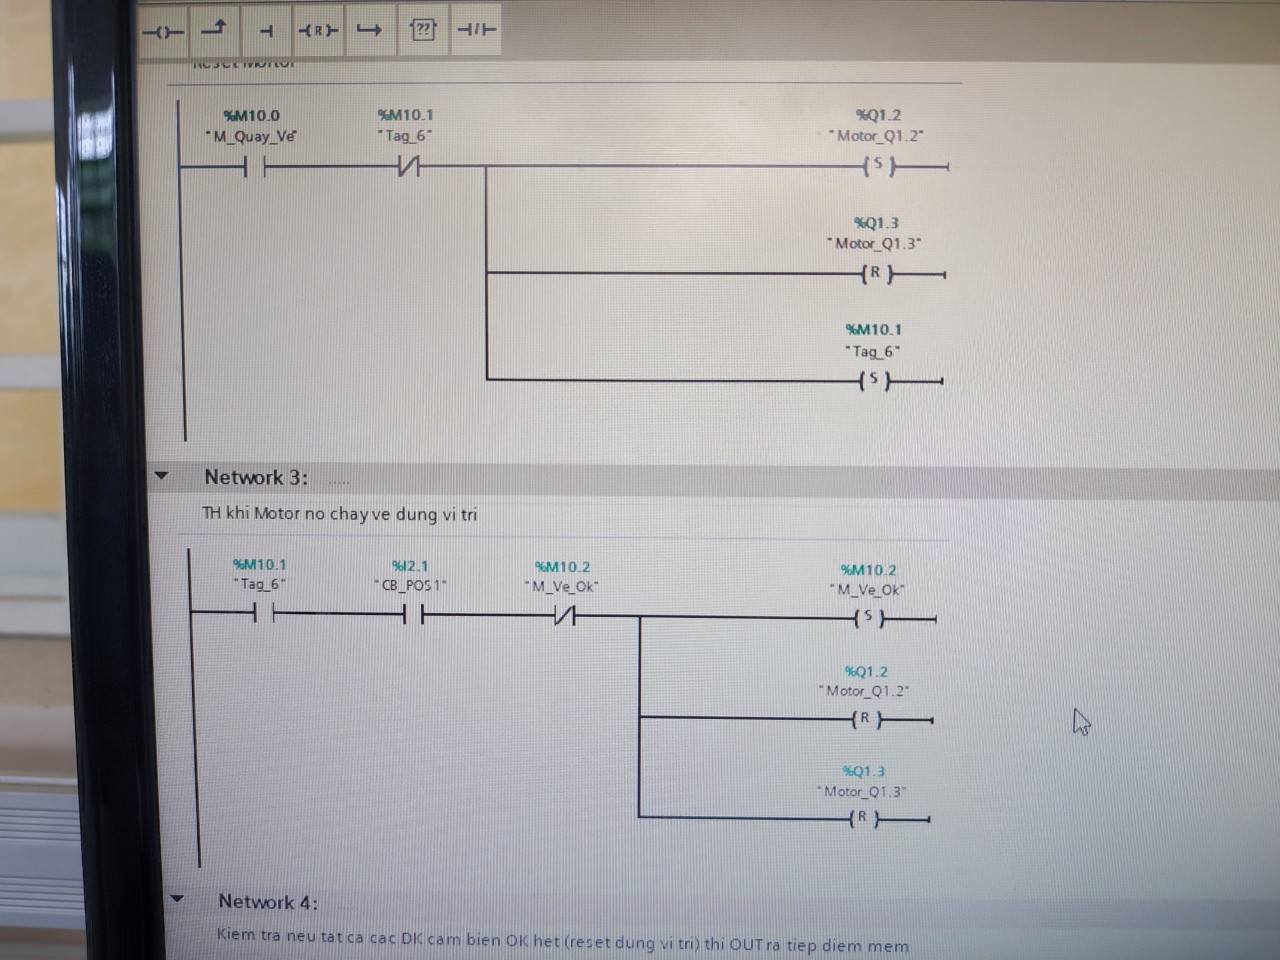 (R)
??
Reset Motor
%M10.0 %M10.1 %Q1.2
"M_Quay_Ve" "Tag_6" "Motor_Q1.2"
S
%Q1.3
"Motor_Q1.3"
R
%M10.1
"Tag_6"
S
Network 3: .....
TH khi Motor no chay ve dung vi tri
%M10.1 %I2.1 %M10.2 %M10.2
"Tag_6" "CB_POS1" "M_Ve_Ok" "M_Ve_Ok"
S
%Q1.2
"Motor_Q1.2"
R
%Q1.3
"Motor_Q1.3"
R
Network 4:
Kiem tra neu tat ca cac DK cam bien OK het (reset dung vi tri) thi OUT ra tiep diem mem